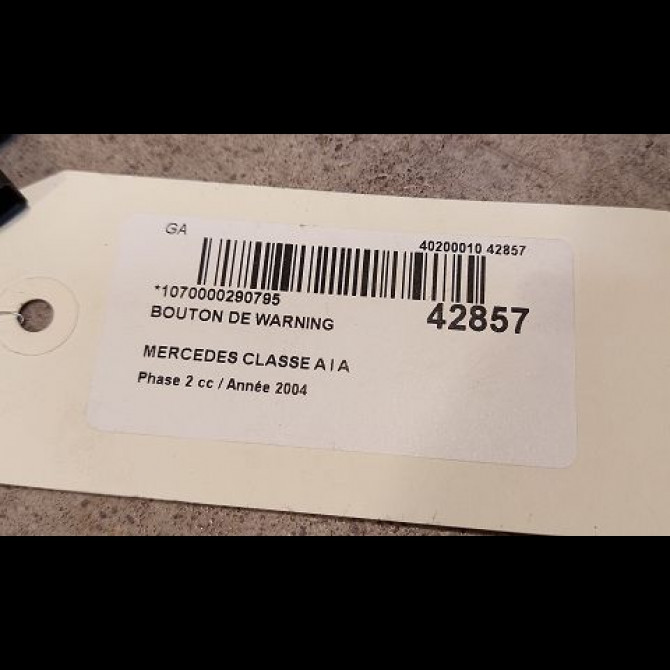 GA
40200010 42857
*1070000290795
42857
BOUTON DE WARNING
MERCEDES CLASSE A I A
Phase 2 cc / Année 2004